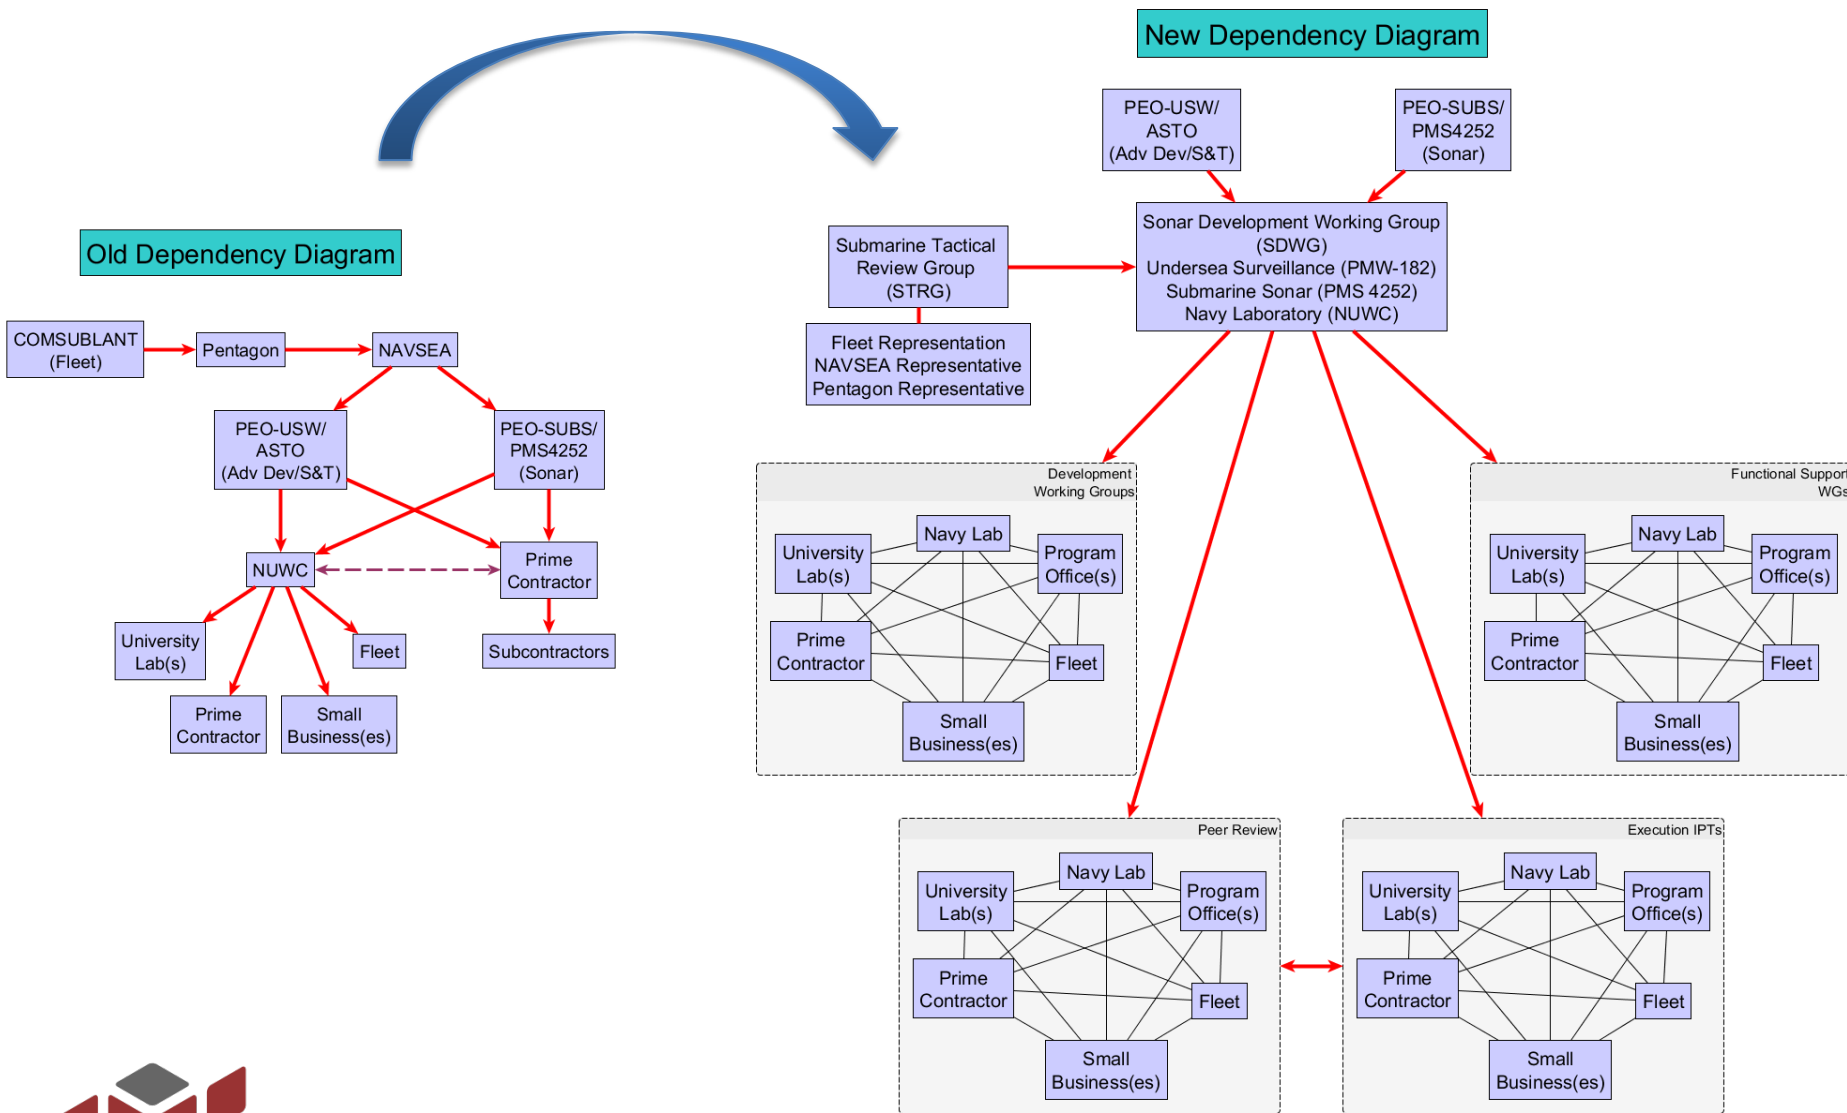 New Dependency Diagram
PEO-USW/
ASTO
(Adv Dev/S&T)
PEO-SUBS/
PMS4252
(Sonar)
Submarine Tactical
Review Group
(STRG)
Fleet Representation
NAVSEA Representative
Pentagon Representative
Sonar Development Working Group
(SDWG)
Undersea Surveillance (PMW-182)
Submarine Sonar (PMS 4252)
Navy Laboratory (NUWC)
Old Dependency Diagram
COMSUBLANT
(Fleet)
Pentagon
NAVSEA
PEO-USW/
ASTO
(Adv Dev/S&T)
PEO-SUBS/
PMS4252
(Sonar)
NUWC
Prime
Contractor
University
Lab(s)
Fleet
Subcontractors
Prime
Contractor
Small
Business(es)
Development
Working Groups
Navy Lab
University
Lab(s)
Program
Office(s)
Prime
Contractor
Fleet
Small
Business(es)
Functional Support
WGs
Navy Lab
University
Lab(s)
Program
Office(s)
Prime
Contractor
Fleet
Small
Business(es)
Peer Review
Navy Lab
University
Lab(s)
Program
Office(s)
Prime
Contractor
Fleet
Small
Business(es)
Execution IPTs
Navy Lab
University
Lab(s)
Program
Office(s)
Prime
Contractor
Fleet
Small
Business(es)